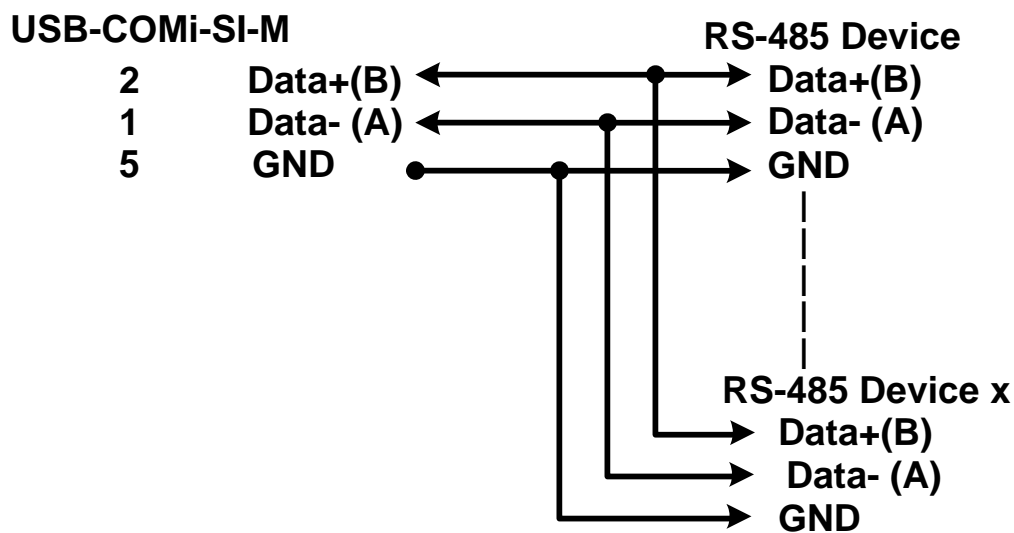 USB-COMi-SI-M
RS-485 Device
2 Data+(B) Data+(B)
1 Data- (A) Data- (A)
5 GND GND
RS-485 Device x
Data+(B)
Data- (A)
GND